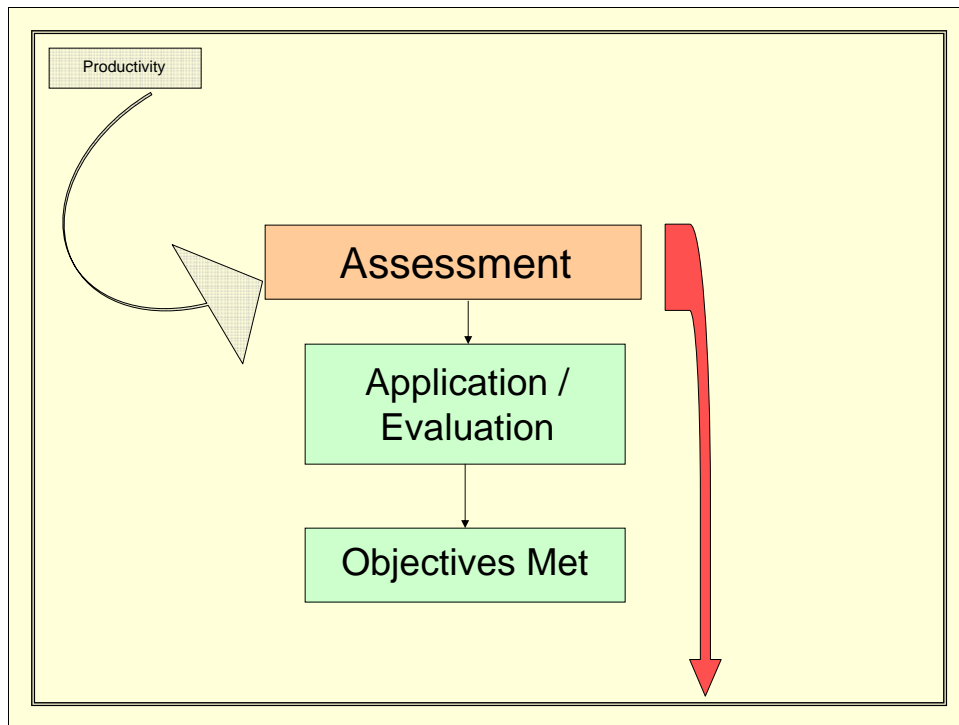 Productivity
Assessment
Application /
Evaluation
Objectives Met